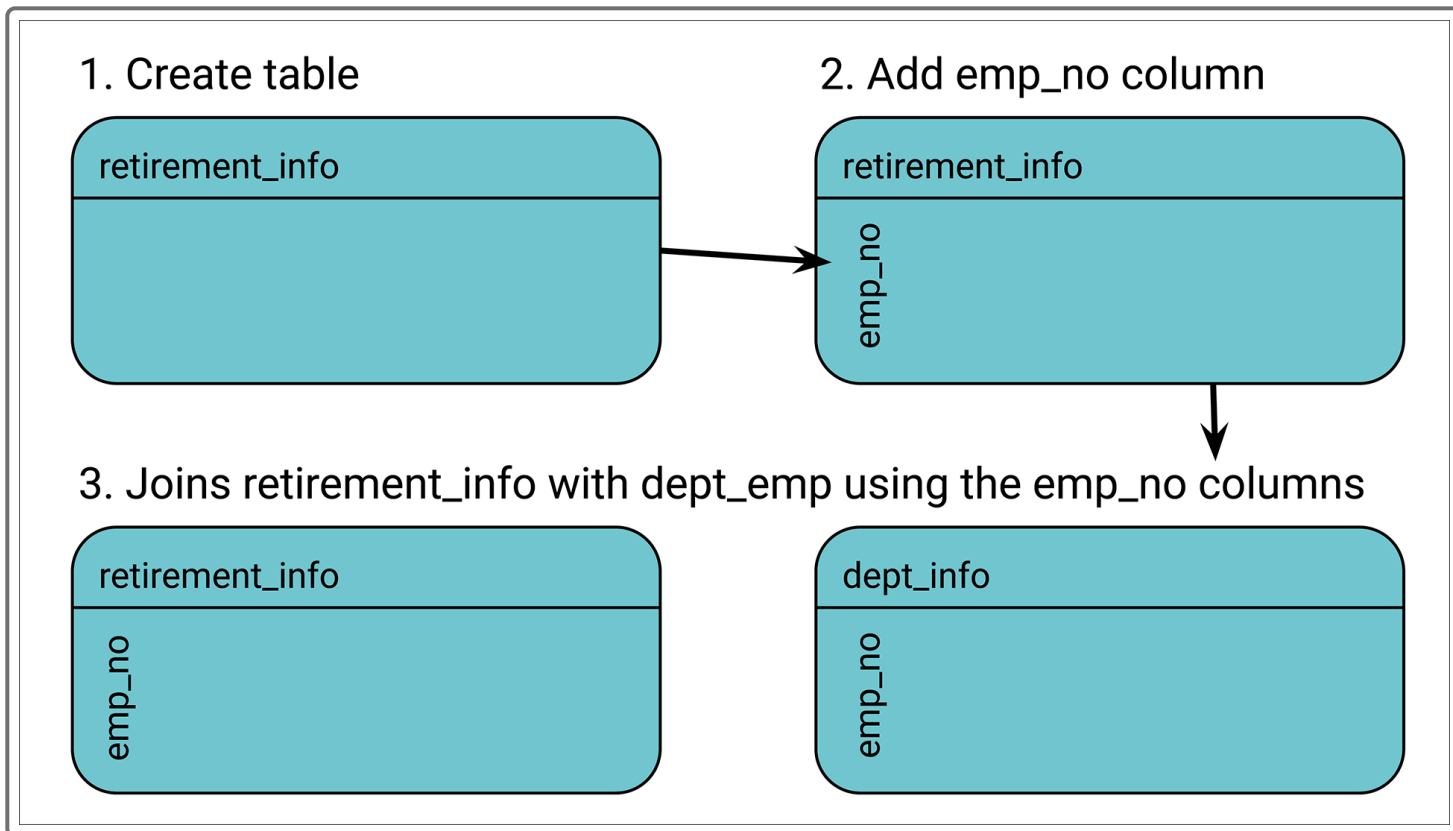 1. Create table
2. Add emp_no column
retirement_info
retirement_info
emp_no
3. Joins retirement_info with dept_emp using the emp_no columns
retirement_info
dept_info
emp_no
emp_no